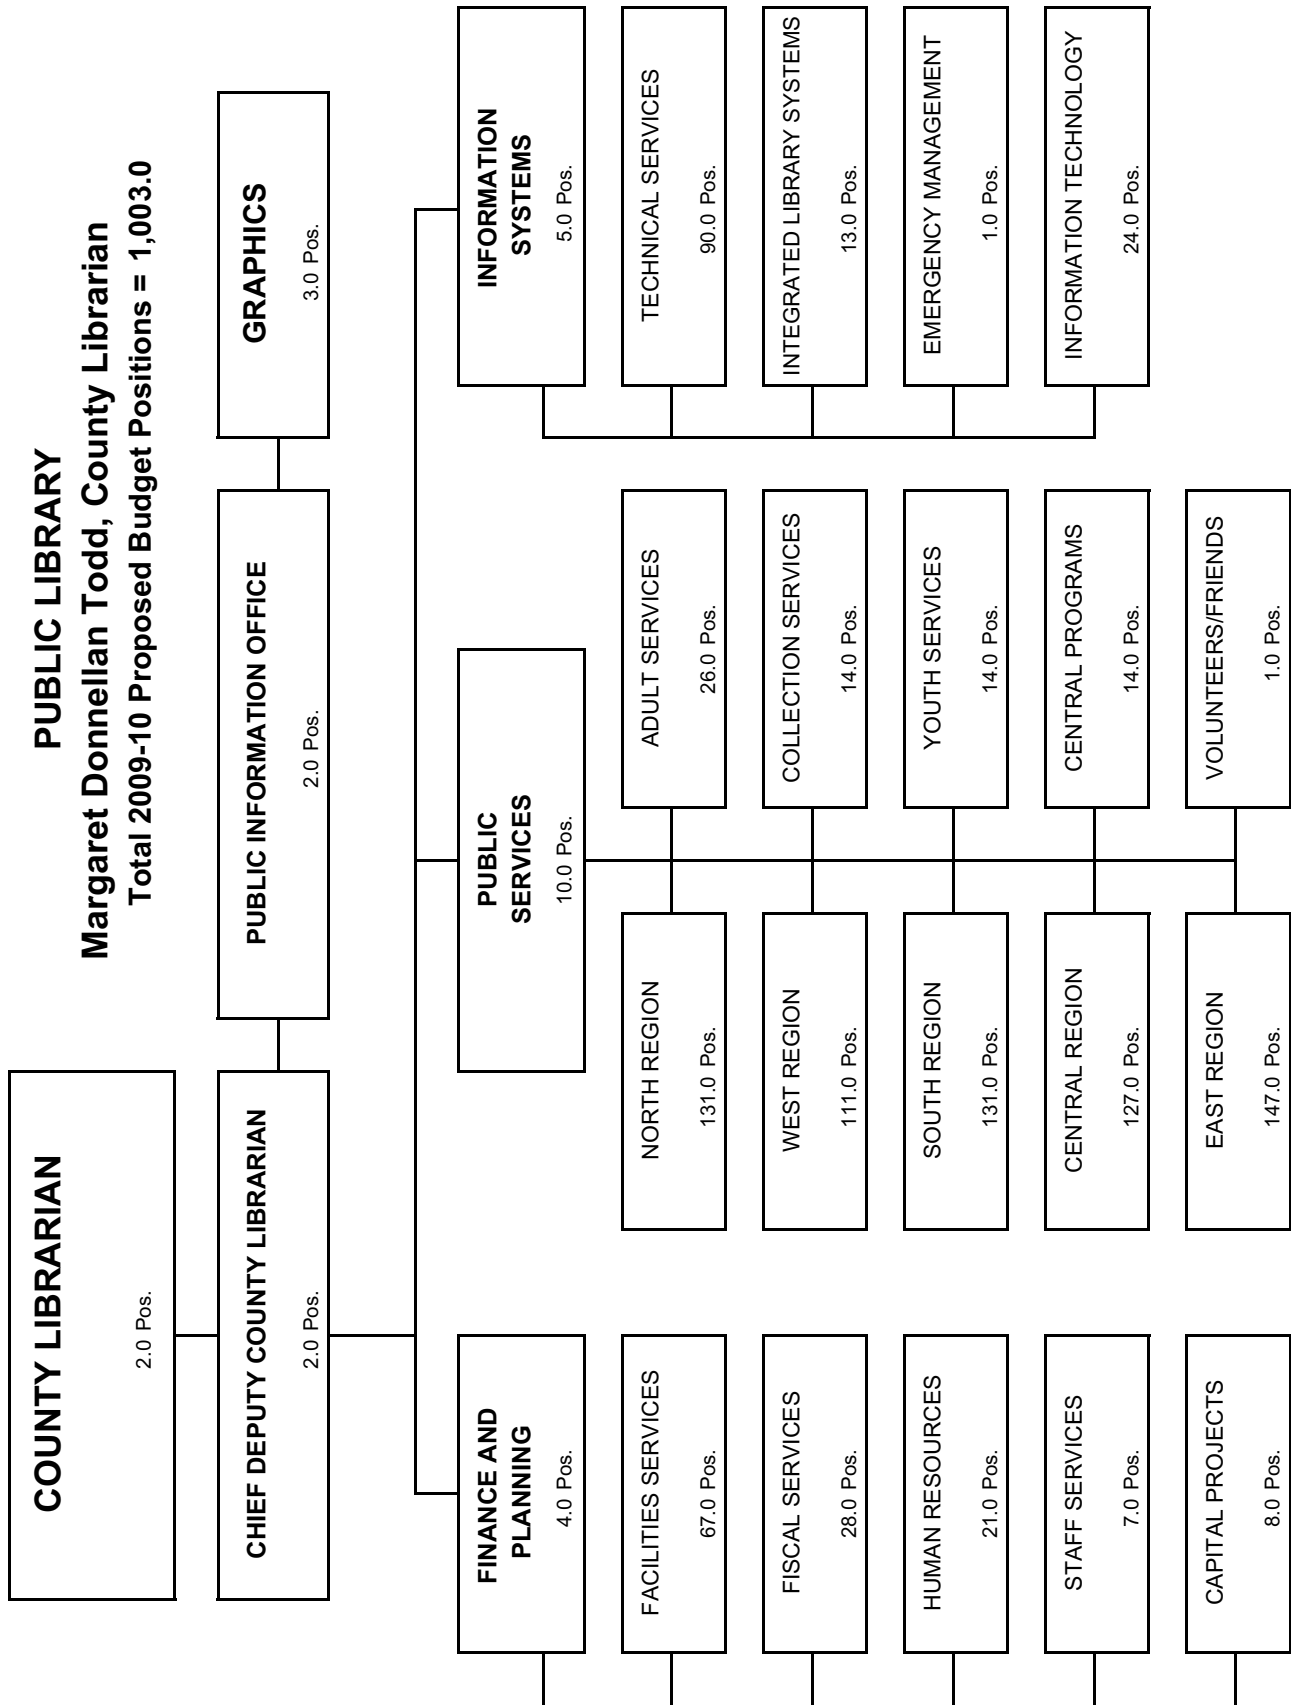 PUBLIC LIBRARY
Margaret Donnellan Todd, County Librarian
Total 2009-10 Proposed Budget Positions = 1,003.0
COUNTY LIBRARIAN
2.0 Pos.
CHIEF DEPUTY COUNTY LIBRARIAN
2.0 Pos.
PUBLIC INFORMATION OFFICE
2.0 Pos.
GRAPHICS
3.0 Pos.
FINANCE AND
PLANNING
4.0 Pos.
FACILITIES SERVICES
67.0 Pos.
FISCAL SERVICES
28.0 Pos.
HUMAN RESOURCES
21.0 Pos.
STAFF SERVICES
7.0 Pos.
CAPITAL PROJECTS
8.0 Pos.
PUBLIC
SERVICES
10.0 Pos.
NORTH REGION
131.0 Pos.
WEST REGION
111.0 Pos.
SOUTH REGION
131.0 Pos.
CENTRAL REGION
127.0 Pos.
EAST REGION
147.0 Pos.
ADULT SERVICES
26.0 Pos.
COLLECTION SERVICES
14.0 Pos.
YOUTH SERVICES
14.0 Pos.
CENTRAL PROGRAMS
14.0 Pos.
VOLUNTEERS/FRIENDS
1.0 Pos.
INFORMATION
SYSTEMS
5.0 Pos.
TECHNICAL SERVICES
90.0 Pos.
INTEGRATED LIBRARY SYSTEMS
13.0 Pos.
EMERGENCY MANAGEMENT
1.0 Pos.
INFORMATION TECHNOLOGY
24.0 Pos.